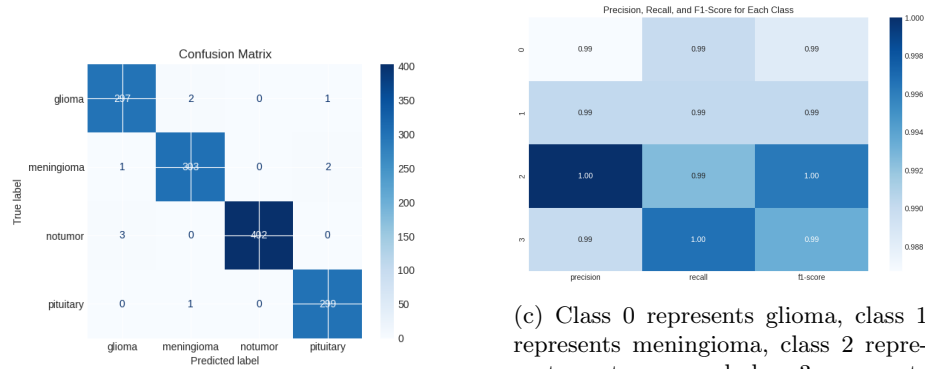 Confusion Matrix
True label
glioma 297 2 0 1
meningioma 1 303 0 2
notumor 3 0 402 0
pituitary 0 1 0 299
glioma meningioma notumor pituitary
Predicted label
400
350
300
250
200
150
100
50
0
Precision, Recall, and F1-Score for Each Class
0 0.99 0.99 0.99
1 0.99 0.99 0.99
2 1.00 0.99 1.00
3 0.99 1.00 0.99
precision recall f1-score
1.000
0.998
0.996
0.994
0.992
0.990
0.988
(c) Class 0 represents glioma, class 1
represents meningioma, class 2 repre-